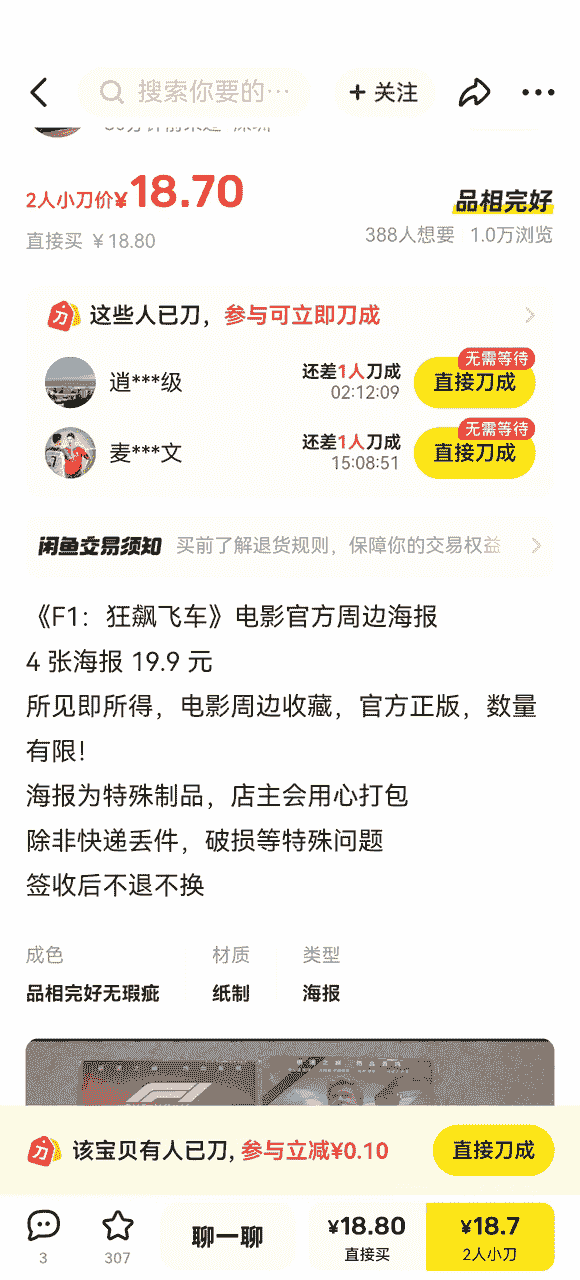 搜索你要的…
+ 关注
2人小刀价¥18.70
品相完好
直接买 ¥18.80
388人想要 1.0万浏览
这些人已刀，参与可立即刀成
逍***级
还差1人刀成
02:12:09
无需等待
直接刀成
麦***文
还差1人刀成
15:08:51
无需等待
直接刀成
闲鱼交易须知 买前了解退货规则，保障你的交易权益
《F1：狂飙飞车》电影官方周边海报
4 张海报 19.9 元
所见即所得，电影周边收藏，官方正版，数量
有限!
海报为特殊制品，店主会用心打包
除非快递丢件，破损等特殊问题
签收后不退不换
成色 材质 类型
品相完好无瑕疵 纸制 海报
刀 该宝贝有人已刀, 参与立减¥0.10
直接刀成
3
307
聊一聊
¥18.80
直接买
¥18.7
2人小刀